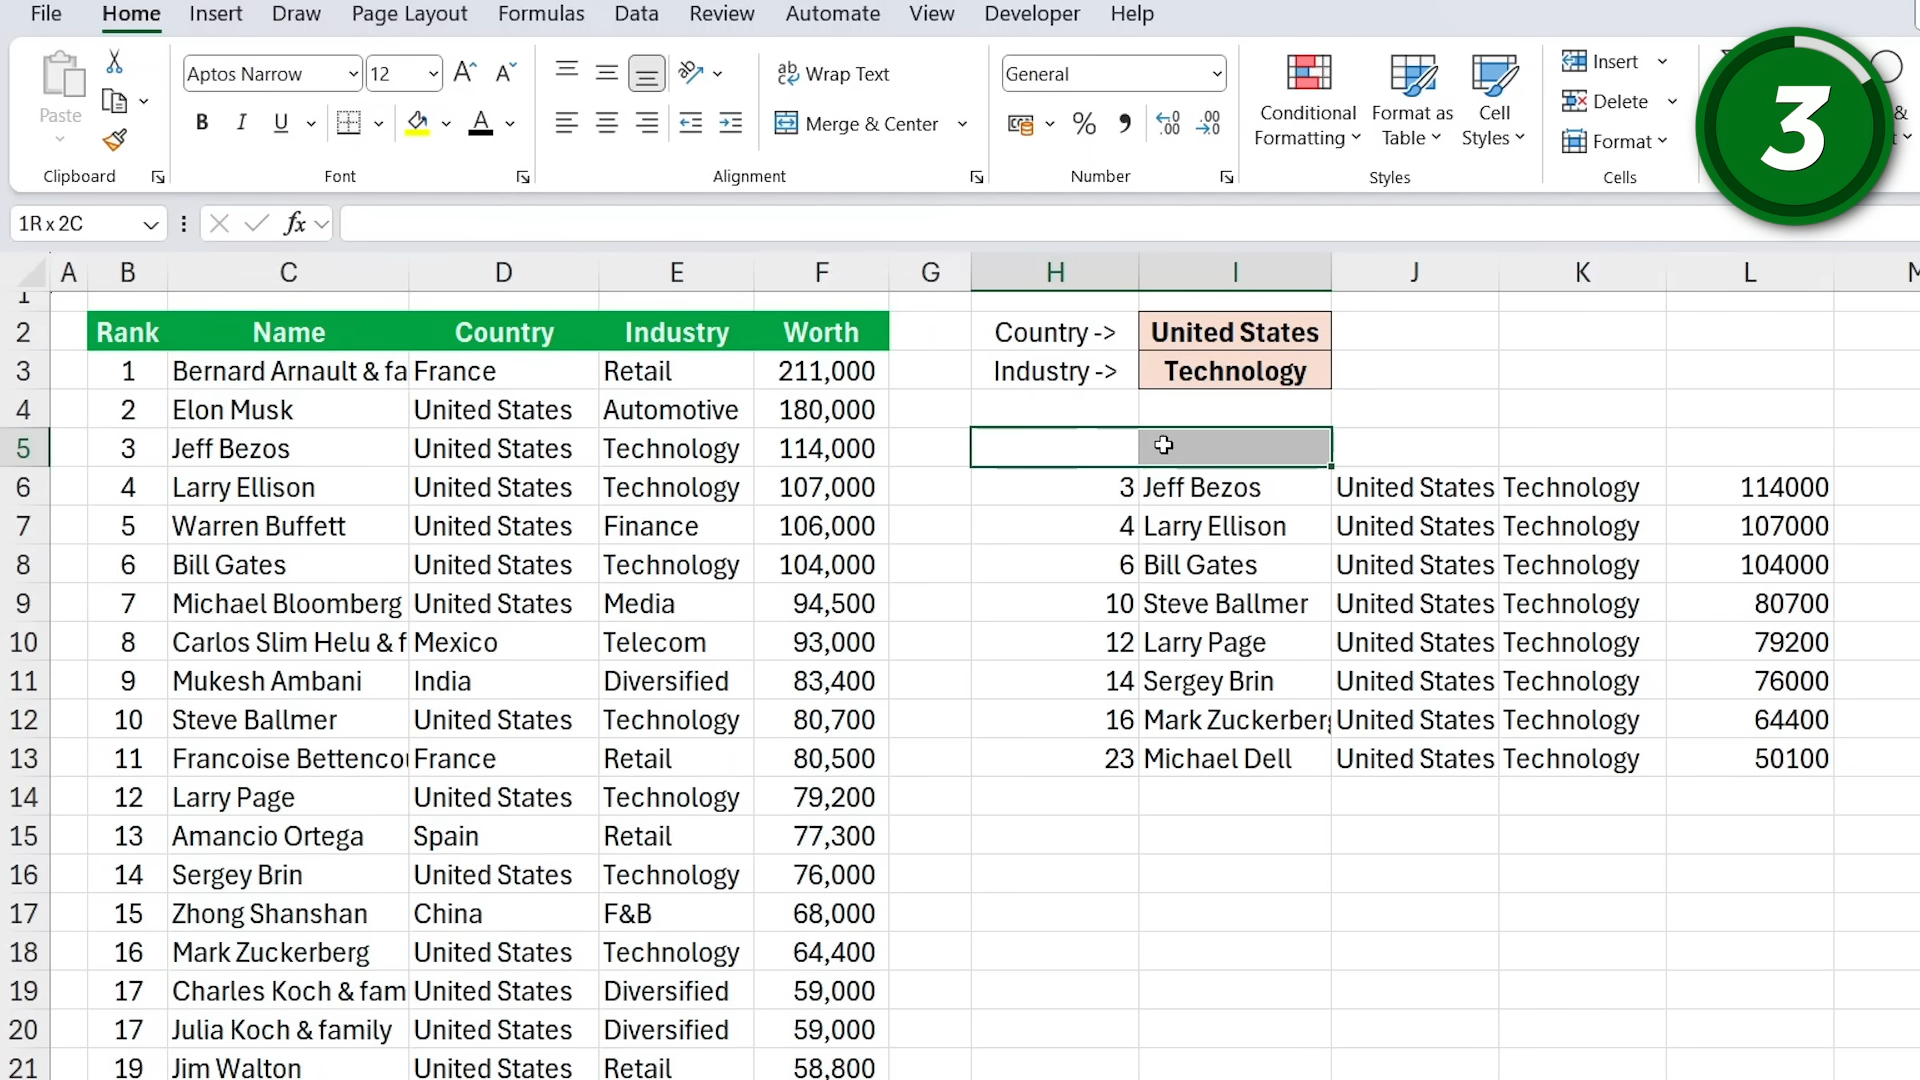 File Home Insert Draw Page Layout Formulas Data Review Automate View Developer Help
Paste
Aptos Narrow 12
B I U A
ab Wrap Text
Merge & Center
General
% 9 .00 .00
Conditional Formatting
Format as Table
Cell Styles
Insert
Delete
Format
&
3
Clipboard Font Alignment Number Styles Cells
1R x 2C fx
A B C D E F G H I J K L M
1
2 Rank Name Country Industry Worth Country -> United States
3 1 Bernard Arnault & fa France Retail 211,000 Industry -> Technology
4 2 Elon Musk United States Automotive 180,000
5 3 Jeff Bezos United States Technology 114,000
6 4 Larry Ellison United States Technology 107,000 3 Jeff Bezos United States Technology 114000
7 5 Warren Buffett United States Finance 106,000 4 Larry Ellison United States Technology 107000
8 6 Bill Gates United States Technology 104,000 6 Bill Gates United States Technology 104000
9 7 Michael Bloomberg United States Media 94,500 10 Steve Ballmer United States Technology 80700
10 8 Carlos Slim Helu & f Mexico Telecom 93,000 12 Larry Page United States Technology 79200
11 9 Mukesh Ambani India Diversified 83,400 14 Sergey Brin United States Technology 76000
12 10 Steve Ballmer United States Technology 80,700 16 Mark Zuckerberg United States Technology 64400
13 11 Francoise Bettencou France Retail 80,500 23 Michael Dell United States Technology 50100
14 12 Larry Page United States Technology 79,200
15 13 Amancio Ortega Spain Retail 77,300
16 14 Sergey Brin United States Technology 76,000
17 15 Zhong Shanshan China F&B 68,000
18 16 Mark Zuckerberg United States Technology 64,400
19 17 Charles Koch & fam United States Diversified 59,000
20 17 Julia Koch & family United States Diversified 59,000
21 19 Jim Walton United States Retail 58,800